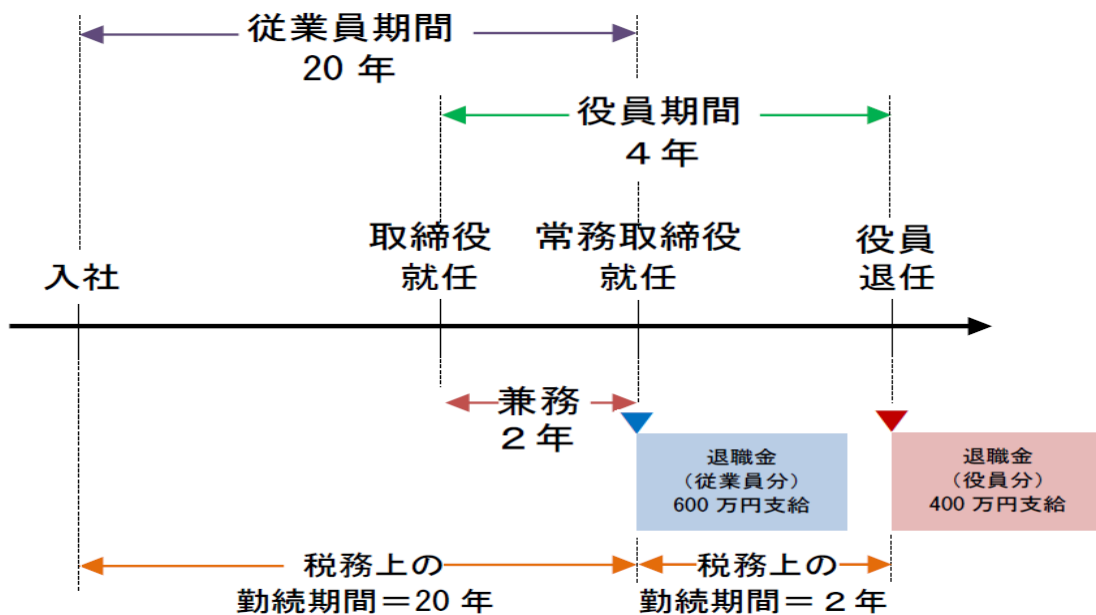 従業員期間
20 年
役員期間
4 年
入社
取締役
就任
常務取締役
就任
役員
退任
兼務
2 年
退職金
（従業員分）
600 万円支給
退職金
（役員分）
400 万円支給
税務上の
勤続期間＝20 年
税務上の
勤続期間＝２年